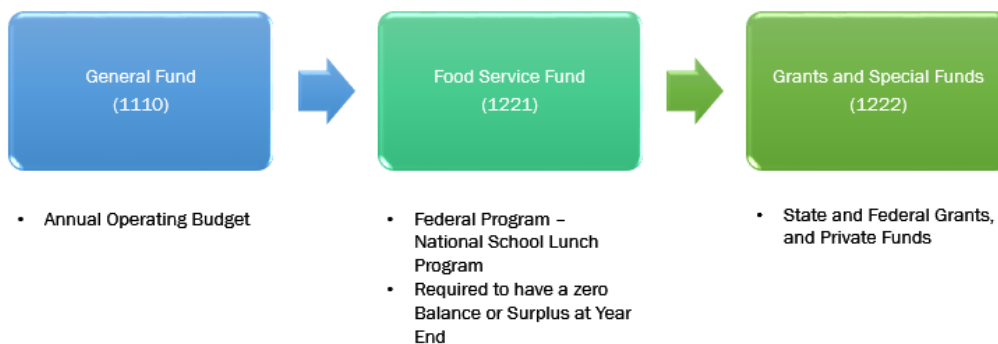 General Fund
(1110)
Food Service Fund
(1221)
Grants and Special Funds
(1222)
• Annual Operating Budget
• Federal Program –
National School Lunch
Program
• Required to have a zero
Balance or Surplus at Year
End
• State and Federal Grants,
and Private Funds